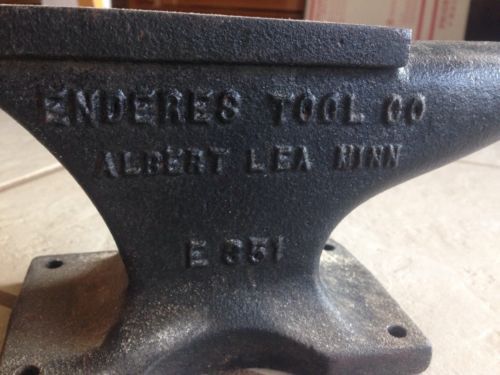 ENDERES TOOL CO
ALBERT LEA MINN
E 351